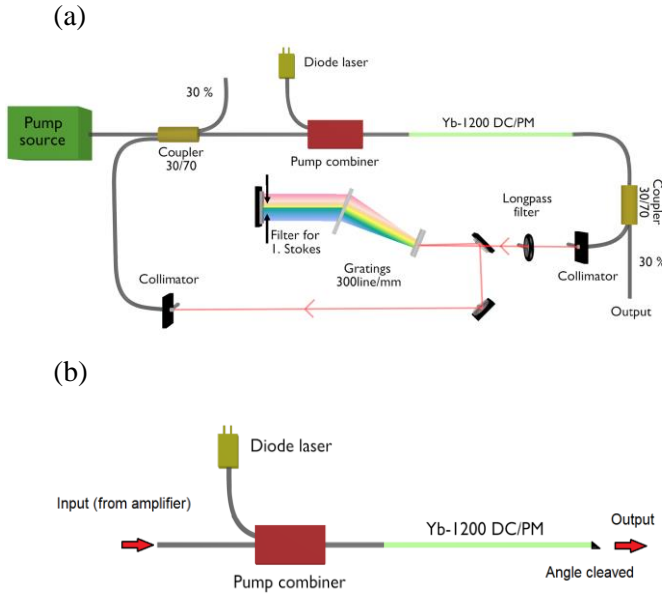 (a)
Diode laser
30 %
Pump
source
Coupler
30/70
Pump combiner
Yb-1200 DC/PM
Coupler
30/70
Longpass
filter
Filter for
1. Stokes
Gratings
300line/mm
Collimator
30 %
Collimator
Output
(b)
Diode laser
Input (from amplifier)
Yb-1200 DC/PM
Output
Pump combiner
Angle cleaved